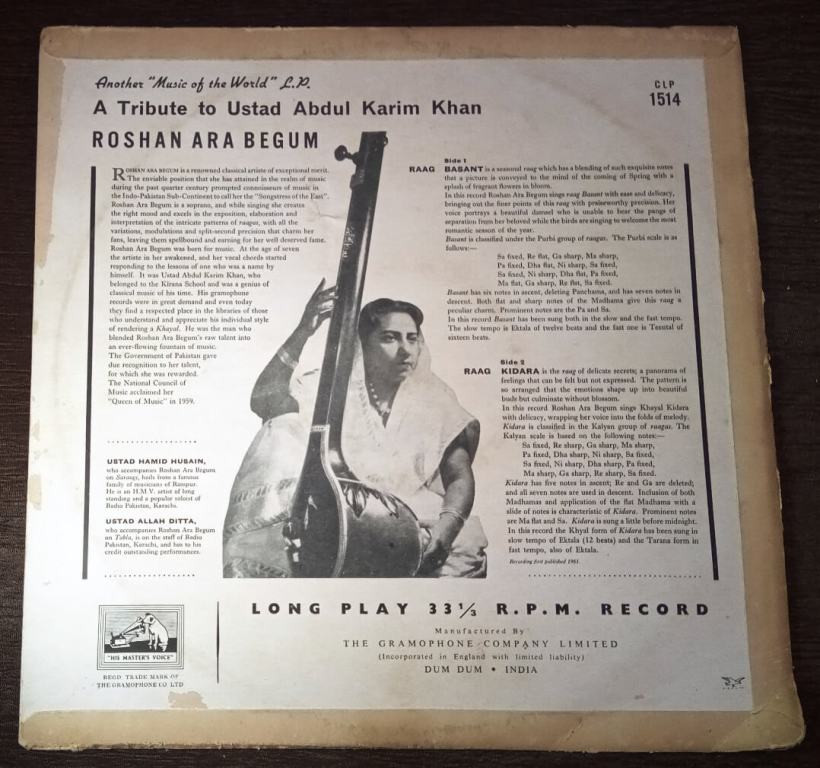 Another "Music of the World" L.P.
A Tribute to Ustad Abdul Karim Khan
ROSHAN ARA BEGUM
CLP
1514
ROSHAN ARA BEGUM is a renowned classical artiste of exceptional merit.
The enviable position that she has attained in the realm of music
during the past quarter century prompted connoisseurs of music in
the Indo-Pakistan Sub-Continent to call her the "Songstress of the East".
Roshan Ara Begum is a soprano, and while singing she creates
the right mood and excels in the exposition, elaboration and
interpretation of the intricate patterns of raagas, with all the
variations, modulations and split-second precision that charm her
fans, leaving them spellbound and earning for her well deserved fame.
Roshan Ara Begum was born for music. At the age of seven
the artiste in her awakened, and her vocal chords started
responding to the lessons of one who was a name by
himself. It was Ustad Abdul Karim Khan, who
belonged to the Kirana School and was a genius of
classical music of his time. His gramophone
records were in great demand and even today
they find a respected place in the libraries of those
who understand and appreciate his individual style
of rendering a Khayal. He was the man who
blended Roshan Ara Begum's raw talent into
an ever-flowing fountain of music.
The Government of Pakistan gave
due recognition to her talent,
for which she was rewarded.
The National Council of
Music acclaimed her
"Queen of Music" in 1959.
USTAD HAMID HUSAIN,
who accompanies Roshan Ara Begum
on Sarangi, hails from a famous
family of musicians of Rampur.
He is an H.M.V. artist of long
standing and a popular soloist of
Radio Pakistan, Karachi.
USTAD ALLAH DITTA,
who accompanies Roshan Ara Begum
on Tabla, is on the staff of Radio
Pakistan, Karachi, and has to his
credit outstanding performances.
Side 1
RAAG BASANT is a seasonal raag which has a blending of such exquisite notes
that a picture is conveyed to the mind of the coming of Spring with a
splash of fragrant flowers in bloom.
In this record Roshan Ara Begum sings raag Basant with ease and delicacy,
bringing out the finer points of this raag with praiseworthy precision. Her
voice portrays a beautiful damsel who is unable to bear the pangs of
separation from her beloved while the birds are singing to welcome the most
romantic season of the year.
Basant is classified under the Purbi group of raagas. The Purbi scale is as
follows:—
Sa fixed, Re flat, Ga sharp, Ma sharp,
Pa fixed, Dha flat, Ni sharp, Sa fixed,
Sa fixed, Ni sharp, Dha flat, Pa fixed,
Ma flat, Ga sharp, Re flat, Sa fixed.
Basant has six notes in ascent, deleting Panchama, and has seven notes in
descent. Both flat and sharp notes of the Madhama give this raag a
peculiar charm. Prominent notes are the Pa and Sa.
In this record Basant has been sung both in the slow and the fast tempo.
The slow tempo is Ektala of twelve beats and the fast one is Teental of
sixteen beats.
Side 2
RAAG KIDARA is the raag of delicate secrets; a panorama of
feelings that can be felt but not expressed. The pattern is
so arranged that the emotions shape up into beautiful
buds but culminate without blossom.
In this record Roshan Ara Begum sings Khayal Kidara
with delicacy, wrapping her voice into the folds of melody.
Kidara is classified in the Kalyan group of raagas. The
Kalyan scale is based on the following notes:—
Sa fixed, Re sharp, Ga sharp, Ma sharp,
Pa fixed, Dha sharp, Ni sharp, Sa fixed,
Sa fixed, Ni sharp, Dha sharp, Pa fixed,
Ma sharp, Ga sharp, Re sharp, Sa fixed.
Kidara has five notes in ascent; Re and Ga are deleted;
and all seven notes are used in descent. Inclusion of both
Madhamas and application of the flat Madhama with a
slide of notes is characteristic of Kidara. Prominent notes
are Ma flat and Sa. Kidara is sung a little before midnight.
In this record the Khyal form of Kidara has been sung in
slow tempo of Ektala (12 beats) and the Tarana form in
fast tempo, also of Ektala.
Recording first published 1961.
"HIS MASTER'S VOICE"
REGD TRADE MARK OF
THE GRAMOPHONE CO LTD
LONG PLAY 33⅓ R.P.M. RECORD
Manufactured By
THE GRAMOPHONE COMPANY LIMITED
(Incorporated in England with limited liability)
DUM DUM • INDIA